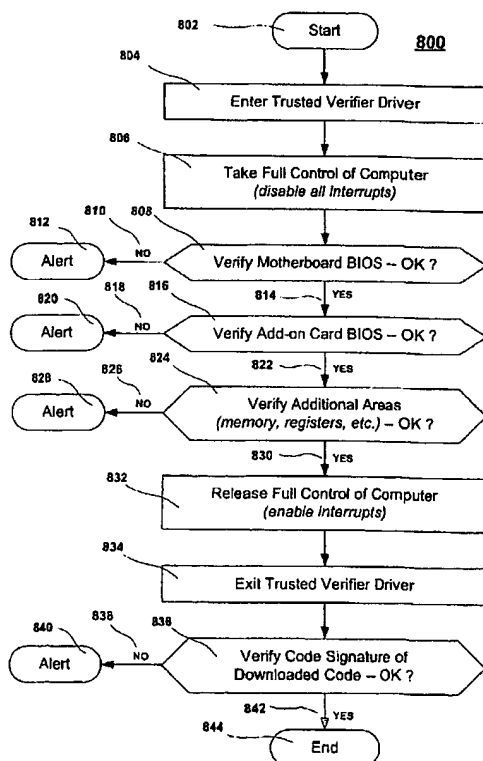 802
Start
800
804
Enter Trusted Verifier Driver
806
Take Full Control of Computer
(disable all Interrupts)
812
810
808
NO
Alert
Verify Motherboard BIOS – OK ?
820
818
816
814
YES
NO
Alert
Verify Add-on Card BIOS – OK ?
828
826
824
822
YES
NO
Alert
Verify Additional Areas
(memory, registers, etc.) – OK ?
830
YES
832
Release Full Control of Computer
(enable Interrupts)
834
Exit Trusted Verifier Driver
840
838
836
NO
Alert
Verify Code Signature of
Downloaded Code – OK ?
842
YES
844
End